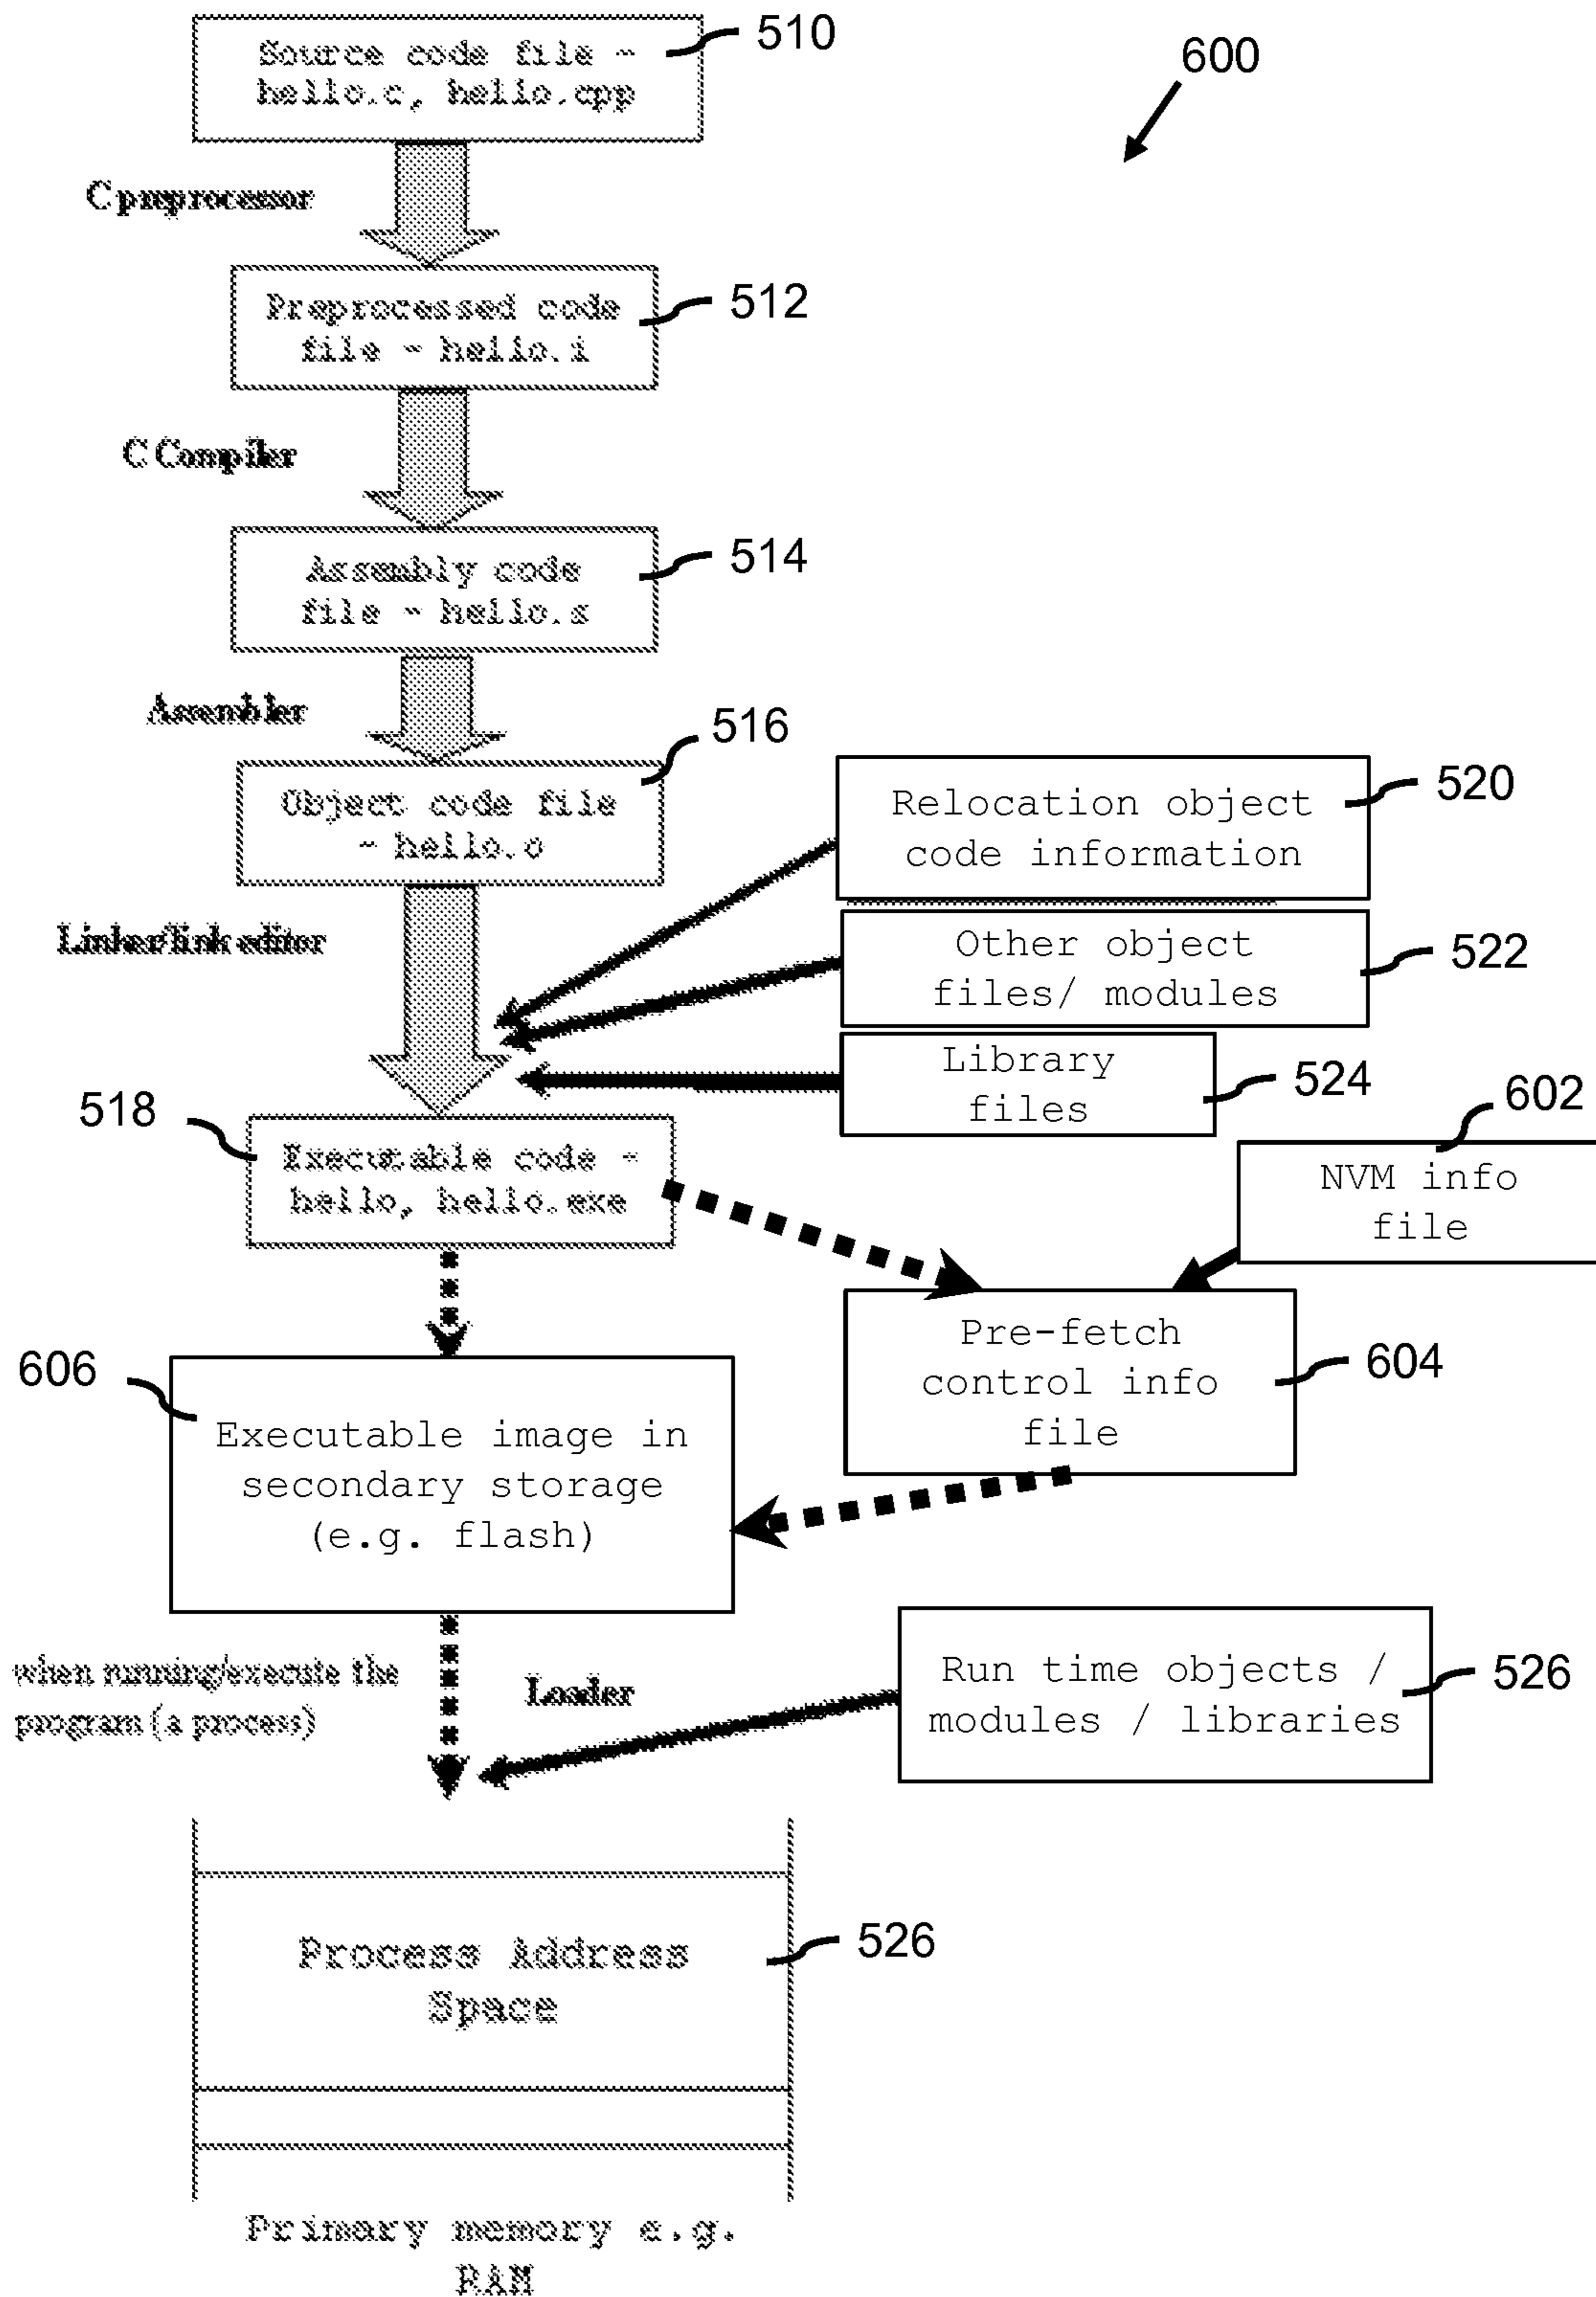 510
Source code file -
hello.c, hello.cpp
600
C preprocessor
Preprocessed code
file - hello.i
512
C Compiler
Assembly code
file - hello.s
514
Assembler
516
Object code file
- hello.o
Relocation object
code information
520
Linker/link editor
Other object
files/ modules
522
Library
files
524
602
NVM info
file
518
Executable code -
hello, hello.exe
Pre-fetch
control info
file
604
606
Executable image in
secondary storage
(e.g. flash)
when running/execute the
program (a process)
Loader
Run time objects /
modules / libraries
526
Process Address
Space
526
Primary memory e.g.
RAM